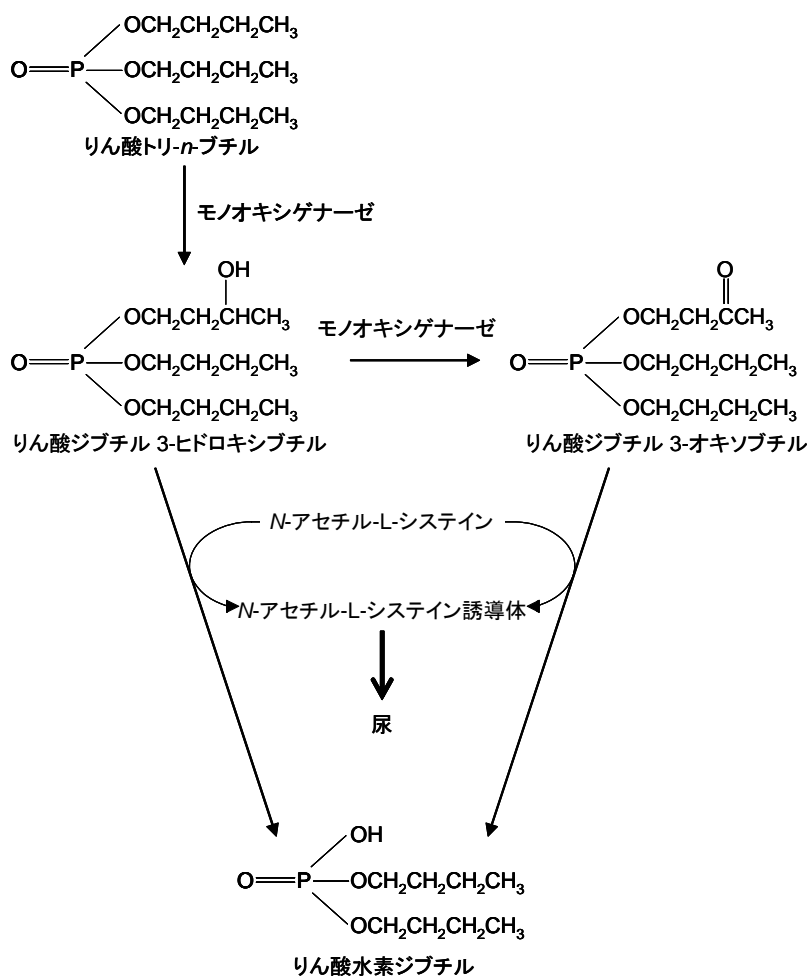 OCH₂CH₂CH₂CH₃
O=P—OCH₂CH₂CH₂CH₃
OCH₂CH₂CH₂CH₃
りん酸トリ-n-ブチル
モノオキシゲナーゼ
OH
OCH₂CH₂CHCH₃
O=P—OCH₂CH₂CH₂CH₃
OCH₂CH₂CH₂CH₃
りん酸ジブチル 3-ヒドロキシブチル
モノオキシゲナーゼ
O
OCH₂CH₂CCH₃
O=P—OCH₂CH₂CH₂CH₃
OCH₂CH₂CH₂CH₃
りん酸ジブチル 3-オキソブチル
N-アセチル-L-システイン
N-アセチル-L-システイン誘導体
尿
OH
O=P—OCH₂CH₂CH₂CH₃
OCH₂CH₂CH₂CH₃
りん酸水素ジブチル